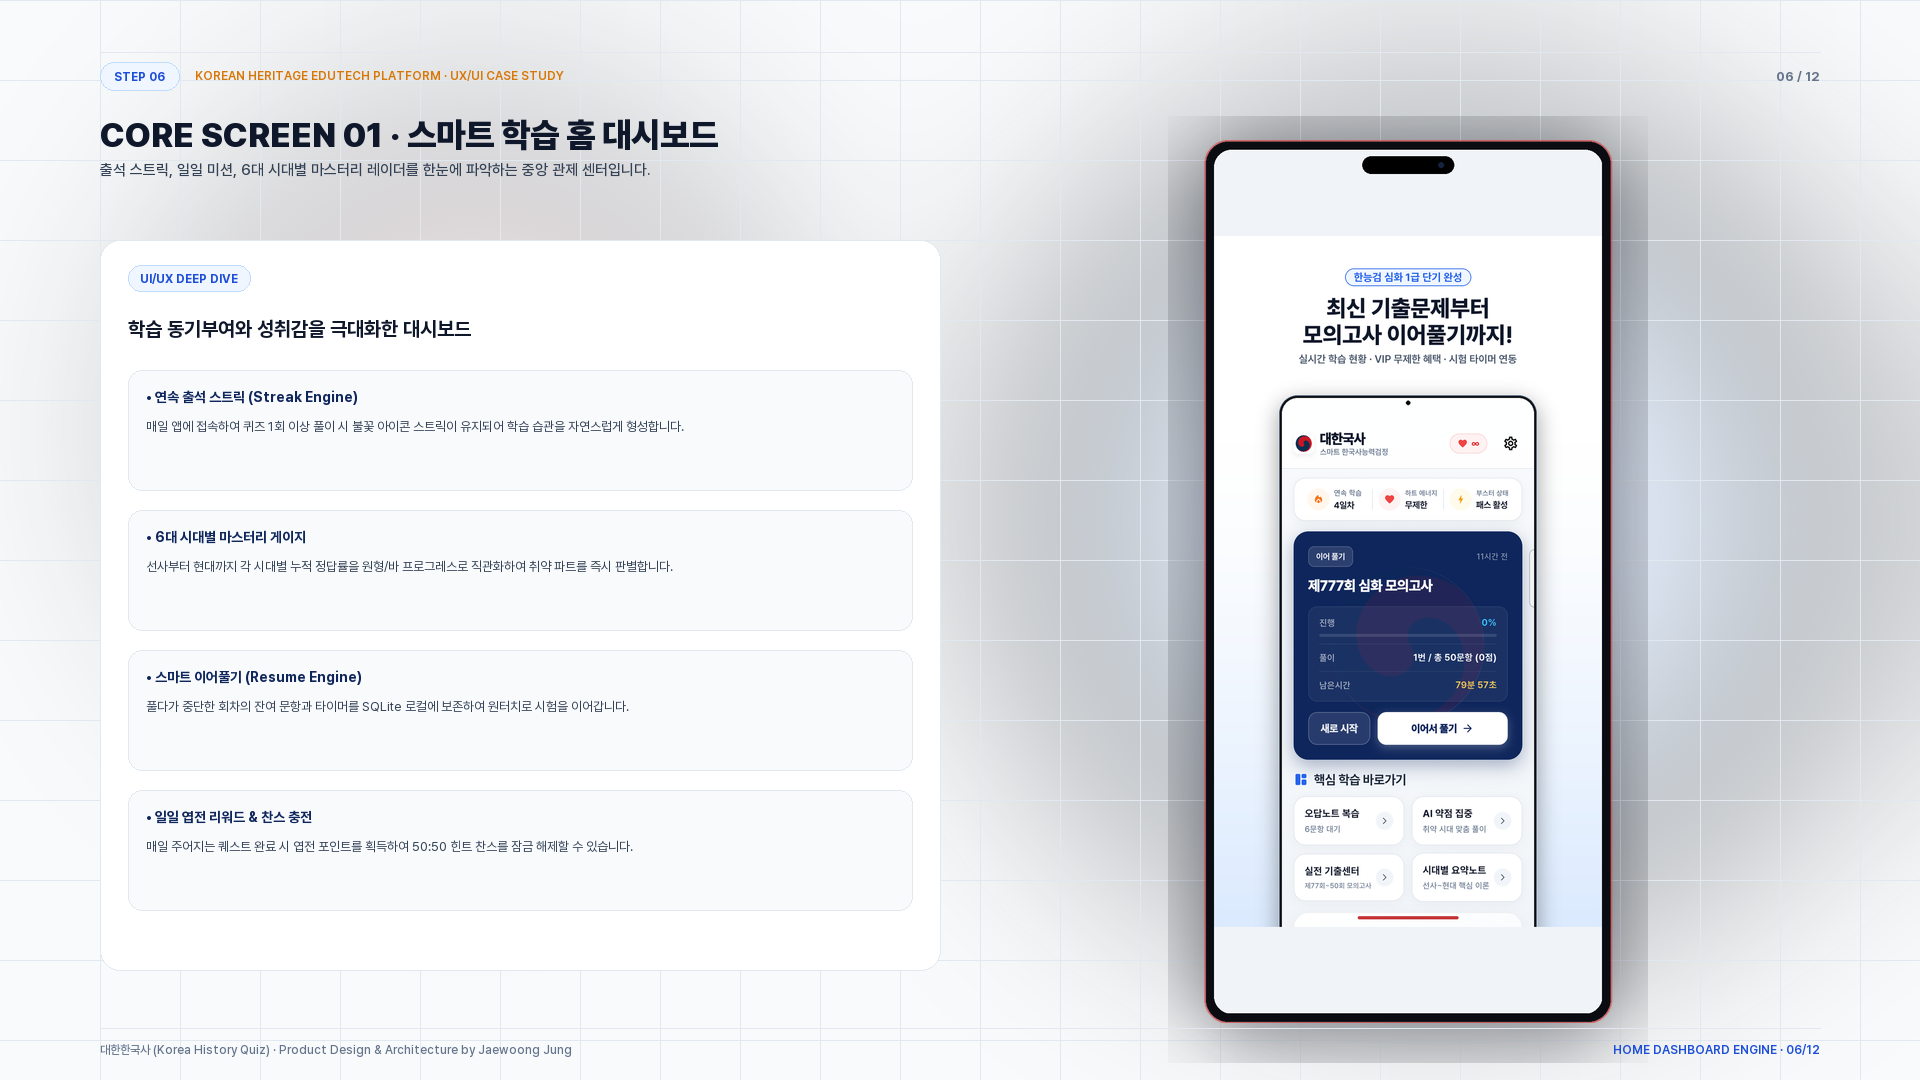 STEP 06
KOREAN HERITAGE EDUTECH PLATFORM · UX/UI CASE STUDY
06 / 12
CORE SCREEN 01 · 스마트 학습 홈 대시보드
출석 스트릭, 일일 미션, 6대 시대별 마스터리 레이더를 한눈에 파악하는 중앙 관제 센터입니다.
UI/UX DEEP DIVE
학습 동기부여와 성취감을 극대화한 대시보드
• 연속 출석 스트릭 (Streak Engine)
매일 앱에 접속하여 퀴즈 1회 이상 풀이 시 불꽃 아이콘 스트릭이 유지되어 학습 습관을 자연스럽게 형성합니다.
• 6대 시대별 마스터리 게이지
선사부터 현대까지 각 시대별 누적 정답률을 원형/바 프로그레스로 직관화하여 취약 파트를 즉시 판별합니다.
• 스마트 이어풀기 (Resume Engine)
풀다가 중단한 회차의 잔여 문항과 타이머를 SQLite 로컬에 보존하여 원터치로 시험을 이어갑니다.
• 일일 엽전 리워드 & 찬스 충전
매일 주어지는 퀘스트 완료 시 엽전 포인트를 획득하여 50:50 힌트 찬스를 잠금 해제할 수 있습니다.
한능검 심화 1급 단기 완성
최신 기출문제부터
모의고사 이어풀기까지!
실시간 학습 현황 · VIP 무제한 혜택 · 시험 타이머 연동
대한국사
스마트 한국사능력검정
∞
연속 학습
4일차
하트 에너지
무제한
부스터 상태
패스 활성
이어 풀기
11시간 전
제777회 심화 모의고사
진행
0%
풀이
1번 / 총 50문항 (0점)
남은시간
79분 57초
새로 시작
이어서 풀기 →
핵심 학습 바로가기
오답노트 복습
6문항 대기
AI 약점 집중
취약 시대 맞춤 풀이
실전 기출센터
제77회~50회 모의고사
시대별 요약노트
선사~현대 핵심 이론
대한한국사 (Korea History Quiz) · Product Design & Architecture by Jaewoong Jung
HOME DASHBOARD ENGINE · 06/12